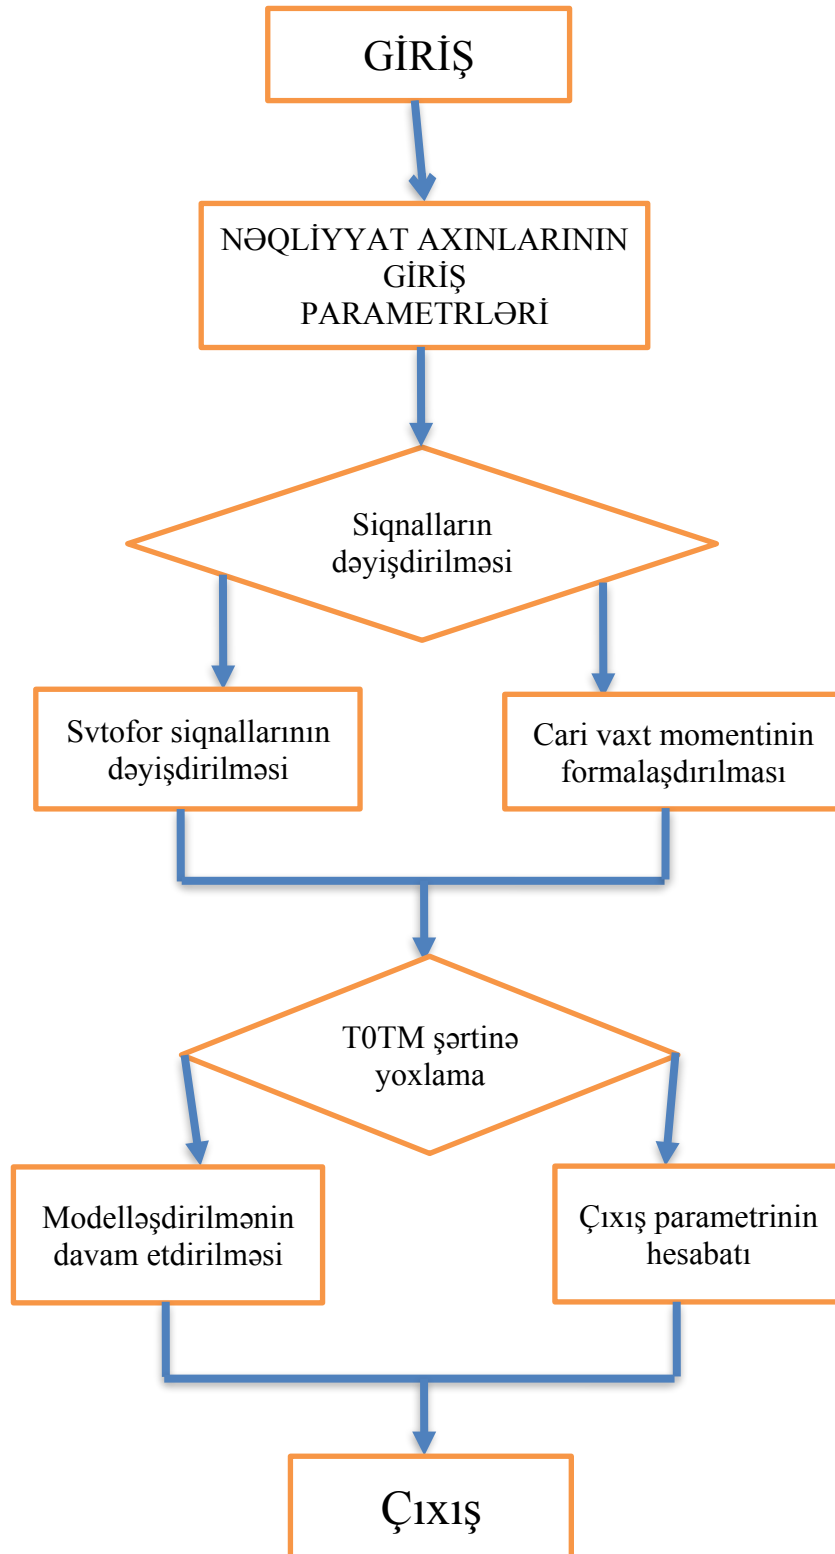 GİRİŞ
NƏQLİYYAT AXINLARININ
GİRİŞ
PARAMETRLƏRİ
Siqnalların
dəyişdirilməsi
Svtofor siqnallarının
dəyişdirilməsi
Cari vaxt momentinin
formalaşdırılması
T0TM şərtinə
yoxlama
Modelləşdirilmənin
davam etdirilməsi
Çıxış parametrinin
hesabatı
Çıxış